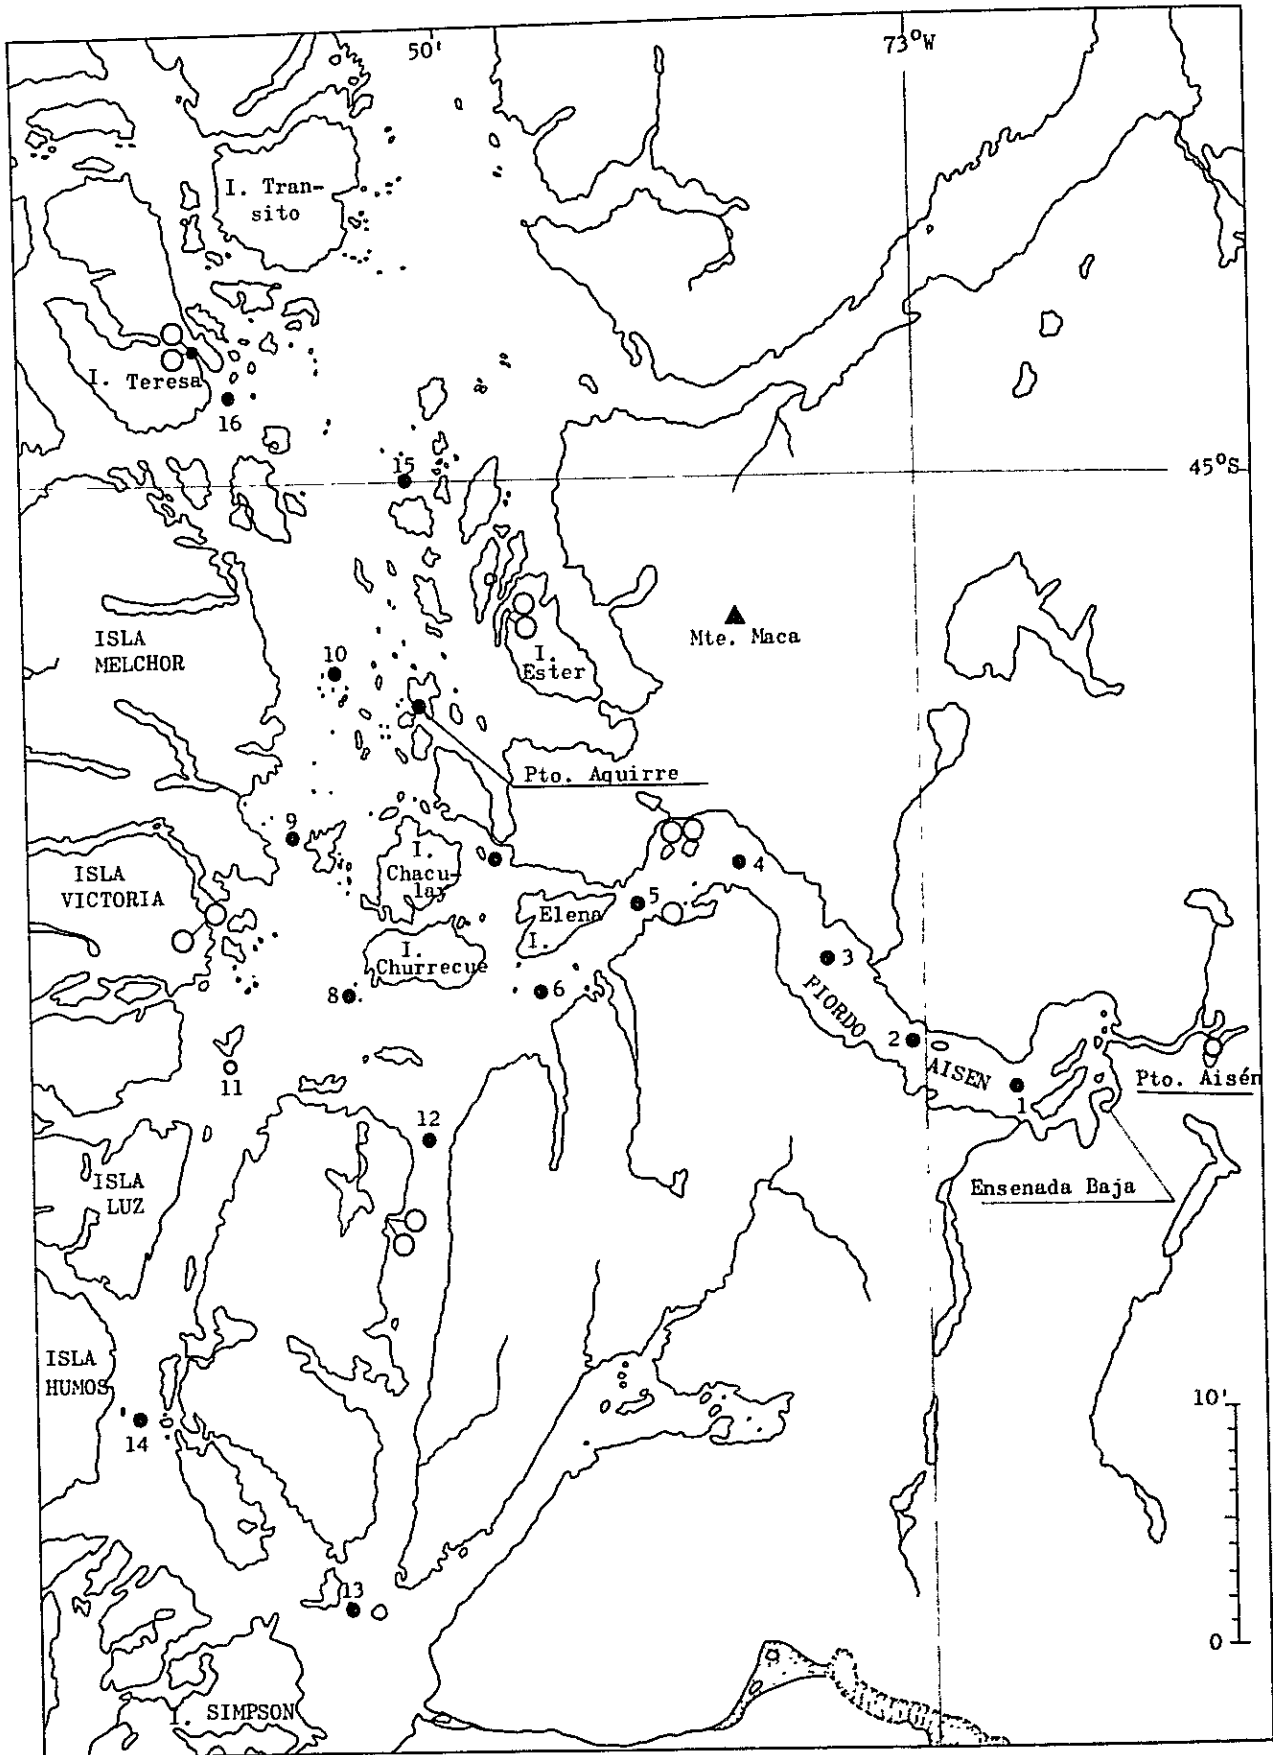 50'
73°W
I. Tran-
sito
I. Teresa
16
15
45°S
ISLA
MELCHOR
10
I.
Ester
Mte. Maca
Pto. Aquirre
9
I.
Chacu-
lay
4
ISLA
VICTORIA
5
Elena
I.
I.
Churrecue
3
8
6
FIORDO
AISEN
2
11
1
Pto. Aisén
12
ISLA
LUZ
Ensenada Baja
ISLA
HUMOS
14
10'
13
0
I. SIMPSON